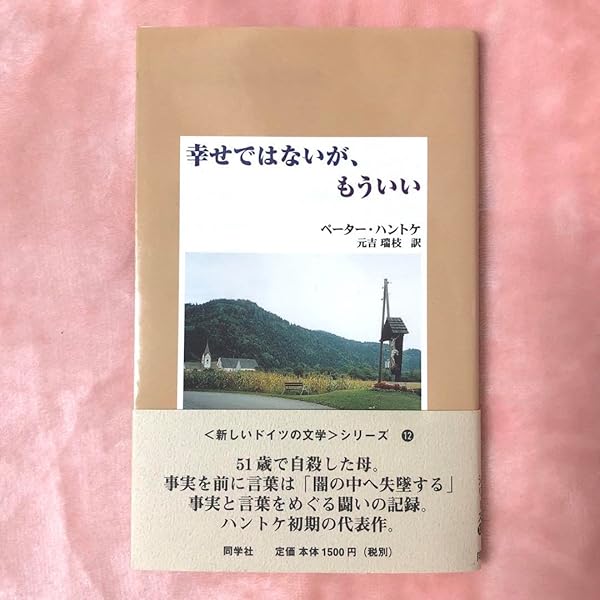 幸せではないが、
もういい
ペーター・ハントケ
元吉 瑞枝 訳
<新しいドイツの文学>シリーズ ⓬
51歳で自殺した母。
事実を前に言葉は「闇の中へ失墜する」
事実と言葉をめぐる闘いの記録。
ハントケ初期の代表作。
同学社 定価 本体1500円(税別)